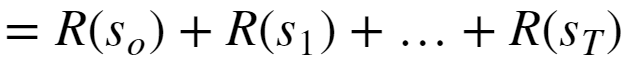 = R(s_o) + R(s_1) + … + R(s_T)